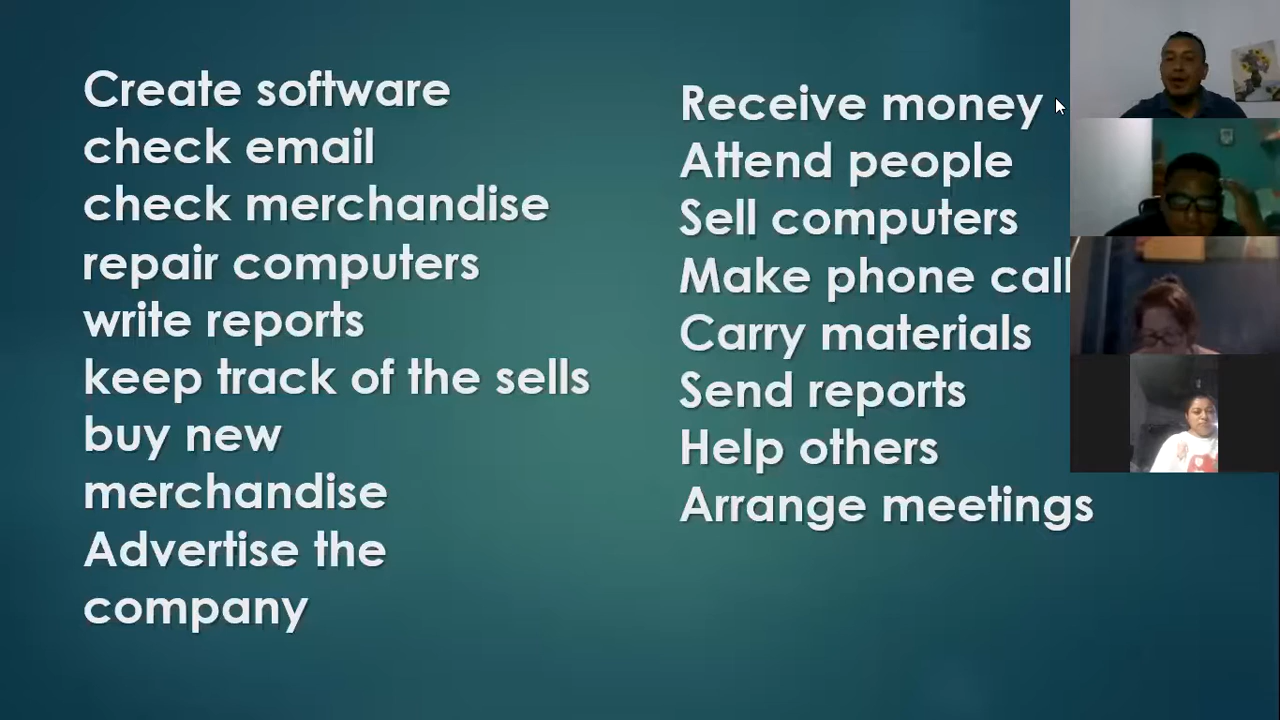 Create software
check email
check merchandise
repair computers
write reports
keep track of the sells
buy new
merchandise
Advertise the
company
Receive money
Attend people
Sell computers
Make phone call
Carry materials
Send reports
Help others
Arrange meetings